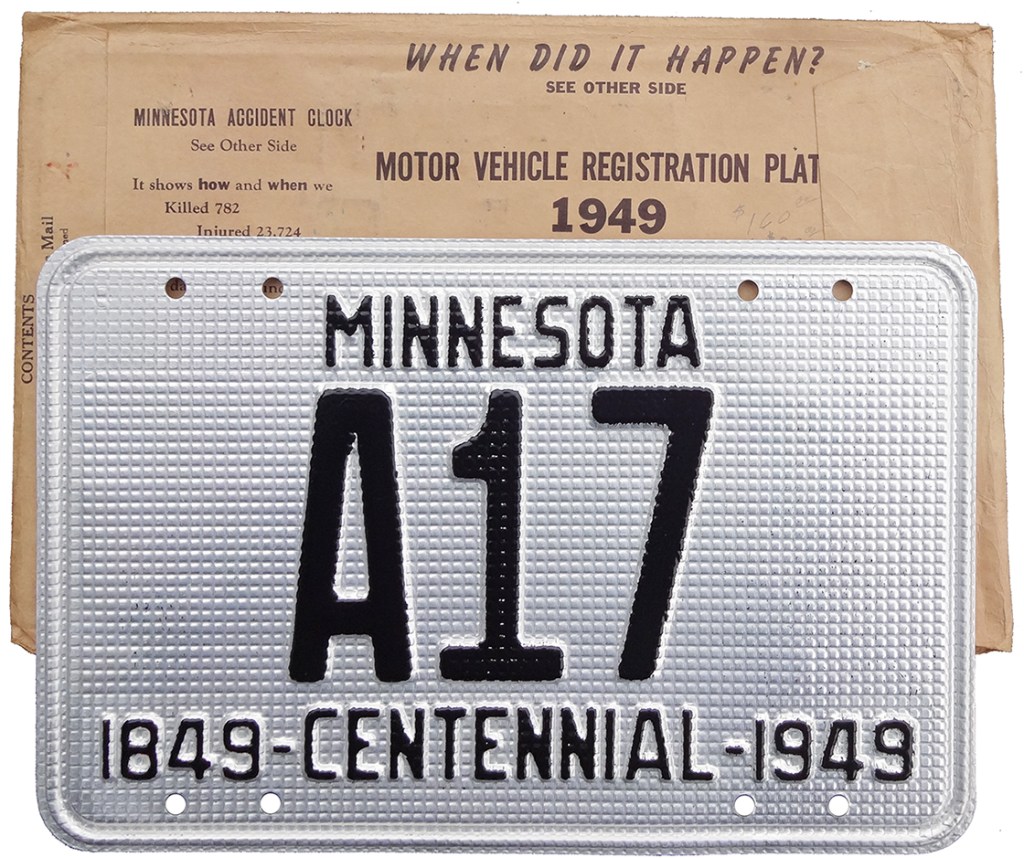 WHEN DID IT HAPPEN?
SEE OTHER SIDE
MINNESOTA ACCIDENT CLOCK
See Other Side
It shows how and when we
Killed 782
Injured 23,724
MOTOR VEHICLE REGISTRATION PLAT
1949
$160
Mail
CONTENTS
MINNESOTA
A17
1849-CENTENNIAL-1949